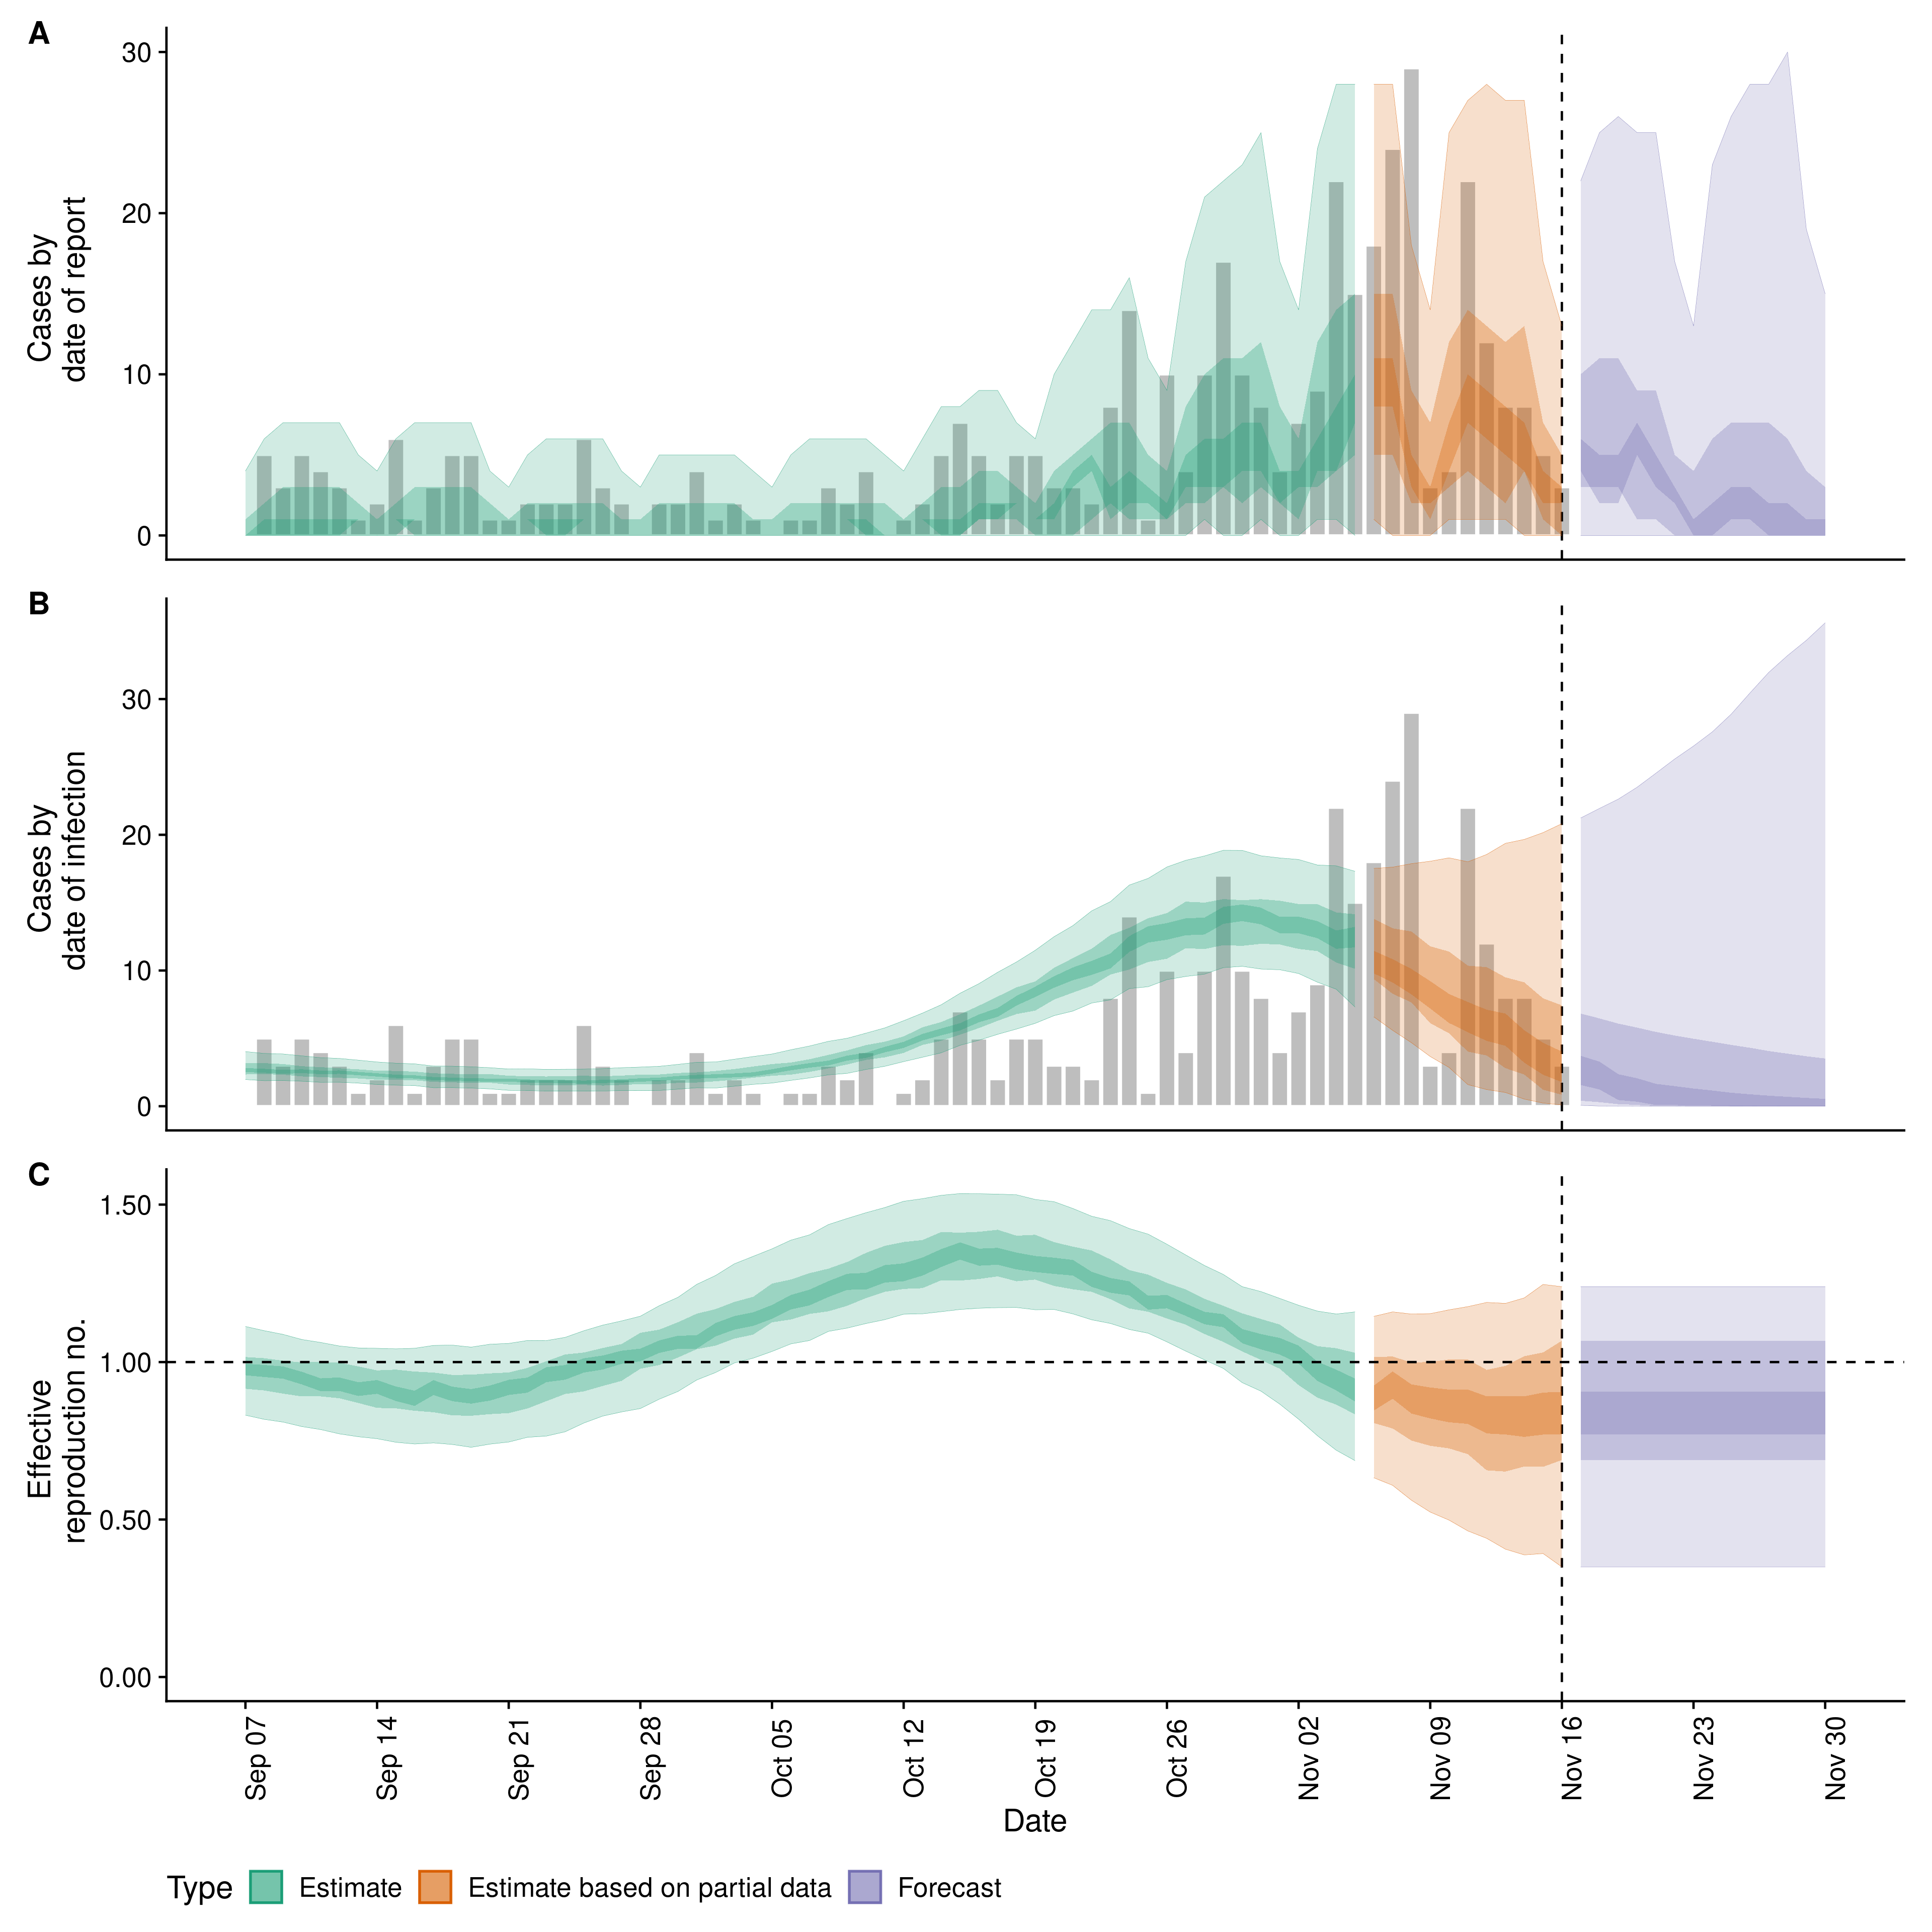 A
Cases by
date of report
30
20
10
0
B
Cases by
date of infection
30
20
10
0
C
Effective
reproduction no.
1.50
1.00
0.50
0.00
Sep 07
Sep 14
Sep 21
Sep 28
Oct 05
Oct 12
Oct 19
Oct 26
Nov 02
Nov 09
Nov 16
Nov 23
Nov 30
Date
Type Estimate Estimate based on partial data Forecast